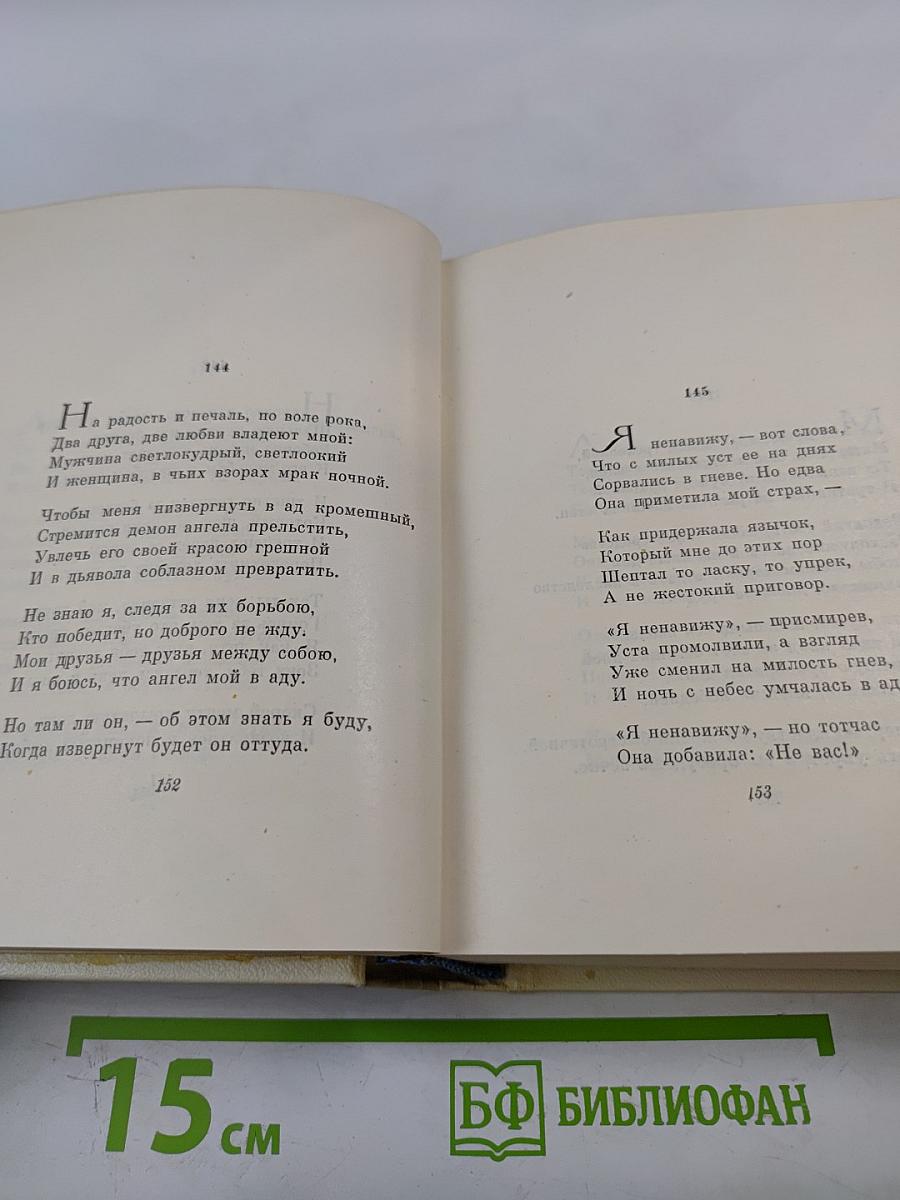 144
На радость и печаль, по воле рока,
Два друга, две любви владеют мной:
Мужчина светлокудрый, светлоокий
И женщина, в чьих взорах мрак ночной.
Чтобы меня низвергнуть в ад кромешный,
Стремится демон ангела прельстить,
Увлечь его своей красою грешной
И в дьявола соблазном превратить.
Не знаю я, следя за их борьбою,
Кто победит, но доброго не жду.
Мои друзья — друзья между собою,
И я боюсь, что ангел мой в аду.
Но там ли он, — об этом знать я буду,
Когда извергнут будет он оттуда.
152
145
Я ненавижу, — вот слова,
Что с милых уст ее на днях
Сорвались в гневе. Но едва
Она приметила мой страх, —
Как придержала язычок,
Который мне до этих пор
Шептал то ласку, то упрек,
А не жестокий приговор.
«Я ненавижу», — присмирев,
Уста промолвили, а взгляд
Уже сменил на милость гнев,
И ночь с небес умчалась в ад
«Я ненавижу», — но тотчас
Она добавила: «Не вас!»
153
15 см
БФ БИБЛИОФАН